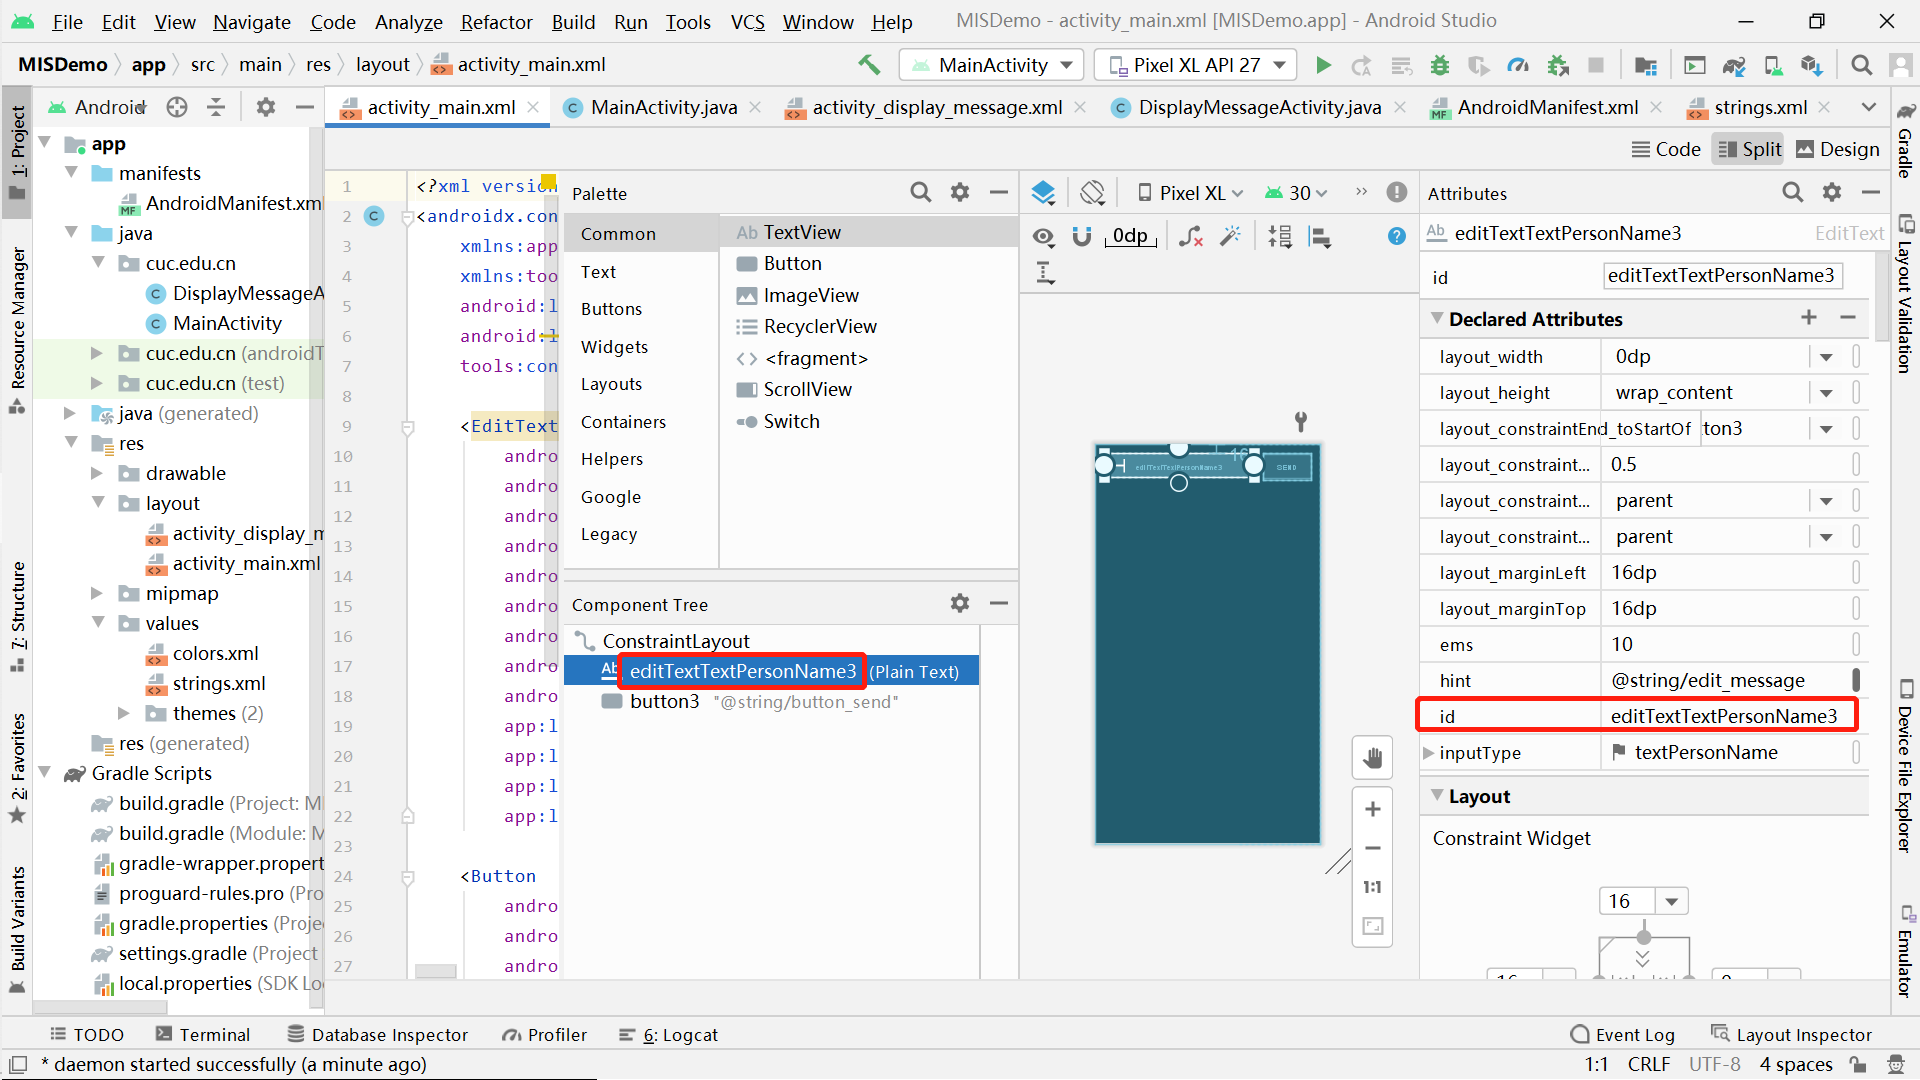 File Edit View Navigate Code Analyze Refactor Build Run Tools VCS Window Help MISDemo - activity_main.xml [MISDemo.app] - Android Studio
MISDemo app src main res layout activity_main.xml MainActivity Pixel XL API 27
Android activity_main.xml MainActivity.java activity_display_message.xml DisplayMessageActivity.java AndroidManifest.xml strings.xml
Code Split Design
1: Project
Resource Manager
7: Structure
2: Favorites
Build Variants
app
manifests
AndroidManifest.xm
java
cuc.edu.cn
DisplayMessageA
MainActivity
cuc.edu.cn (androidT
cuc.edu.cn (test)
java (generated)
res
drawable
layout
activity_display_m
activity_main.xml
mipmap
values
colors.xml
strings.xml
themes (2)
res (generated)
Gradle Scripts
build.gradle (Project: M
build.gradle (Module: M
gradle-wrapper.propert
proguard-rules.pro (Pro
gradle.properties (Proje
settings.gradle (Project
local.properties (SDK Lo
1 <?xml version
2 C <androidx.con
3 xmlns:app
4 xmlns:too
5 android:l
6 android:l
7 tools:con
8
9 <EditText
10 andro
11 andro
12 andro
13 andro
14 andro
15 andro
16 andro
17 andro
18 andro
19 app:l
20 app:l
21 app:l
22 app:l
23
24 <Button
25 andro
26 andro
27 andro
Palette
Common
Text
Buttons
Widgets
Layouts
Containers
Helpers
Google
Legacy
Ab TextView
Button
ImageView
RecyclerView
<> <fragment>
ScrollView
Switch
Component Tree
ConstraintLayout
Ab editTextTextPersonName3 (Plain Text)
button3 "@string/button_send"
Pixel XL 30 »
0dp
16
editTextTextPersonName3 SEND
+
−
1:1
Attributes
Ab editTextTextPersonName3 EditText
id editTextTextPersonName3
Declared Attributes + −
layout_width 0dp
layout_height wrap_content
layout_constraintEnd_toStartOf ton3
layout_constraint... 0.5
layout_constraint... parent
layout_constraint... parent
layout_marginLeft 16dp
layout_marginTop 16dp
ems 10
hint @string/edit_message
id editTextTextPersonName3
inputType textPersonName
Layout
Constraint Widget
16
Gradle
Layout Validation
Device File Explorer
Emulator
TODO Terminal Database Inspector Profiler 6: Logcat Event Log Layout Inspector
* daemon started successfully (a minute ago) 1:1 CRLF UTF-8 4 spaces